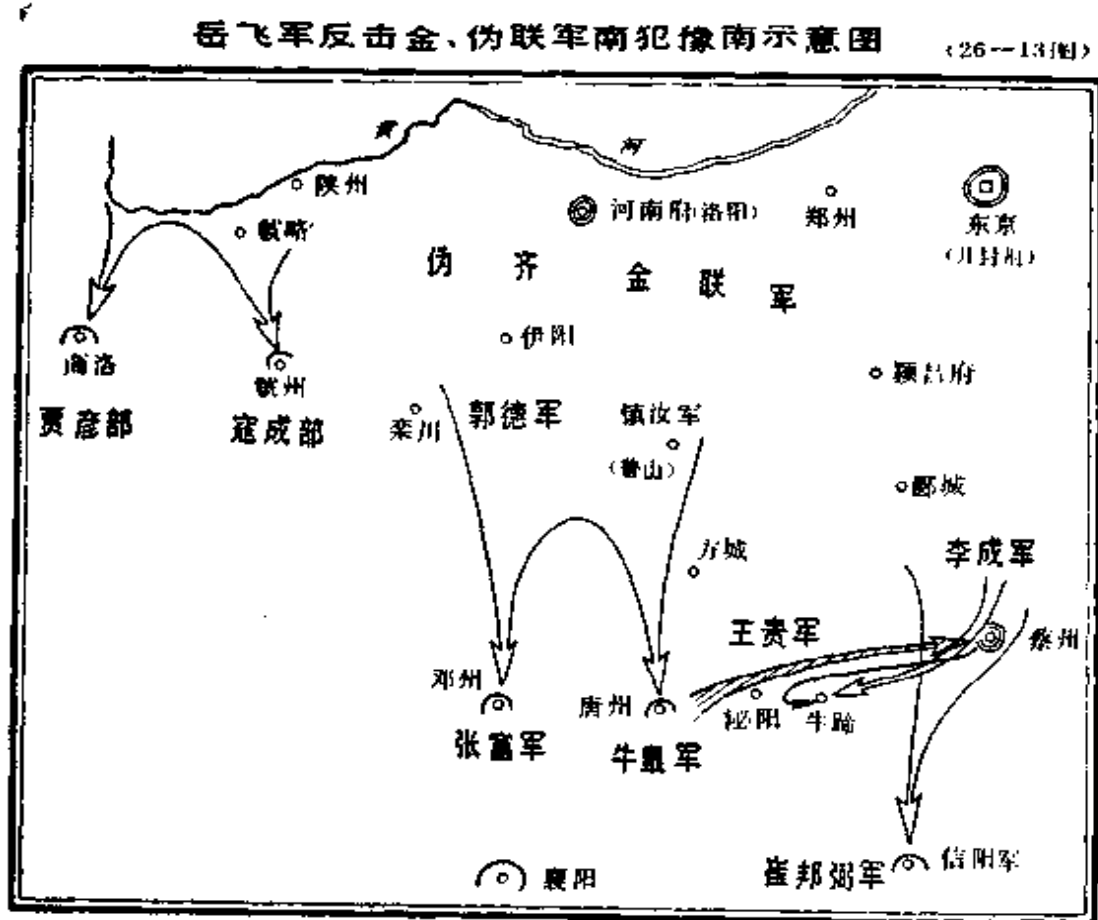 岳飞军反击金、伪联军南犯豫南示意图 (26--13图)
黄
河
陕州
虢略
河南府(洛阳)
郑州
东京
(开封府)
伪齐金联军
商洛
贾彦部
虢州
寇成部
伊阳
颍昌府
栾川
郭德军
镇汝军
(鲁山)
郾城
方城
李成军
王贵军
蔡州
邓州
张富军
唐州
牛皋军
泌阳
牛蹄
襄阳
崔邦弼军
信阳军